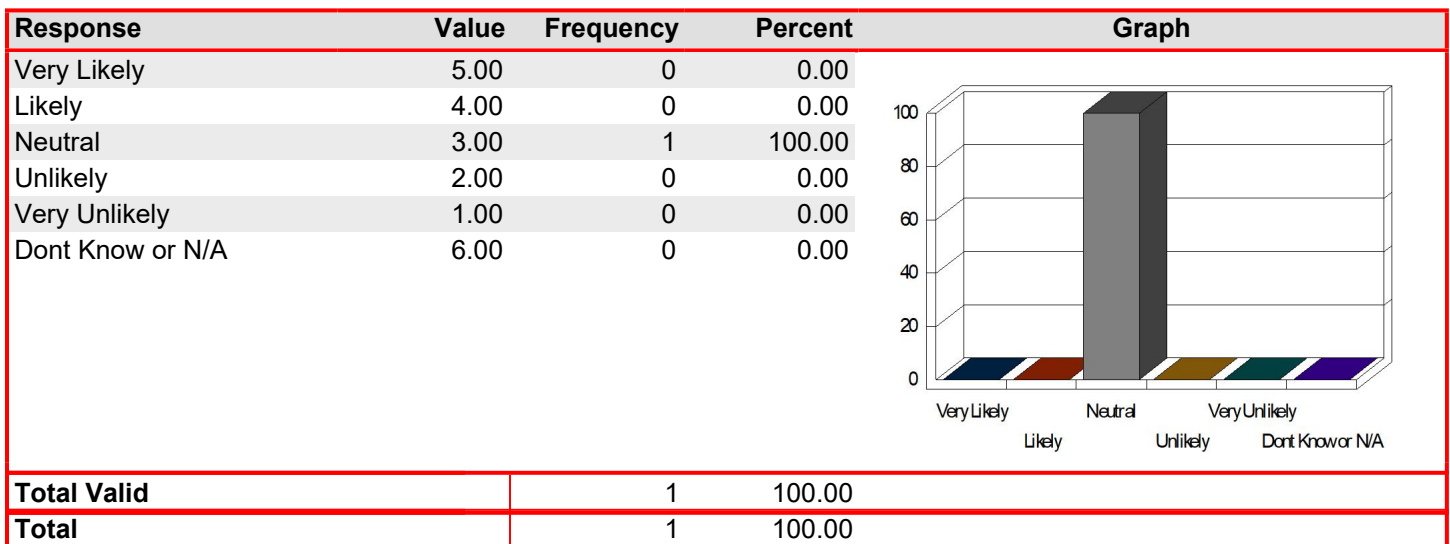 Response Value Frequency Percent Graph
Very Likely 5.00 0 0.00
Likely 4.00 0 0.00
Neutral 3.00 1 100.00
Unlikely 2.00 0 0.00
Very Unlikely 1.00 0 0.00
Dont Know or N/A 6.00 0 0.00
100
80
60
40
20
0
Very Likely Neutral Very Unlikely
Likely Unlikely Dont Know or N/A
Total Valid 1 100.00
Total 1 100.00